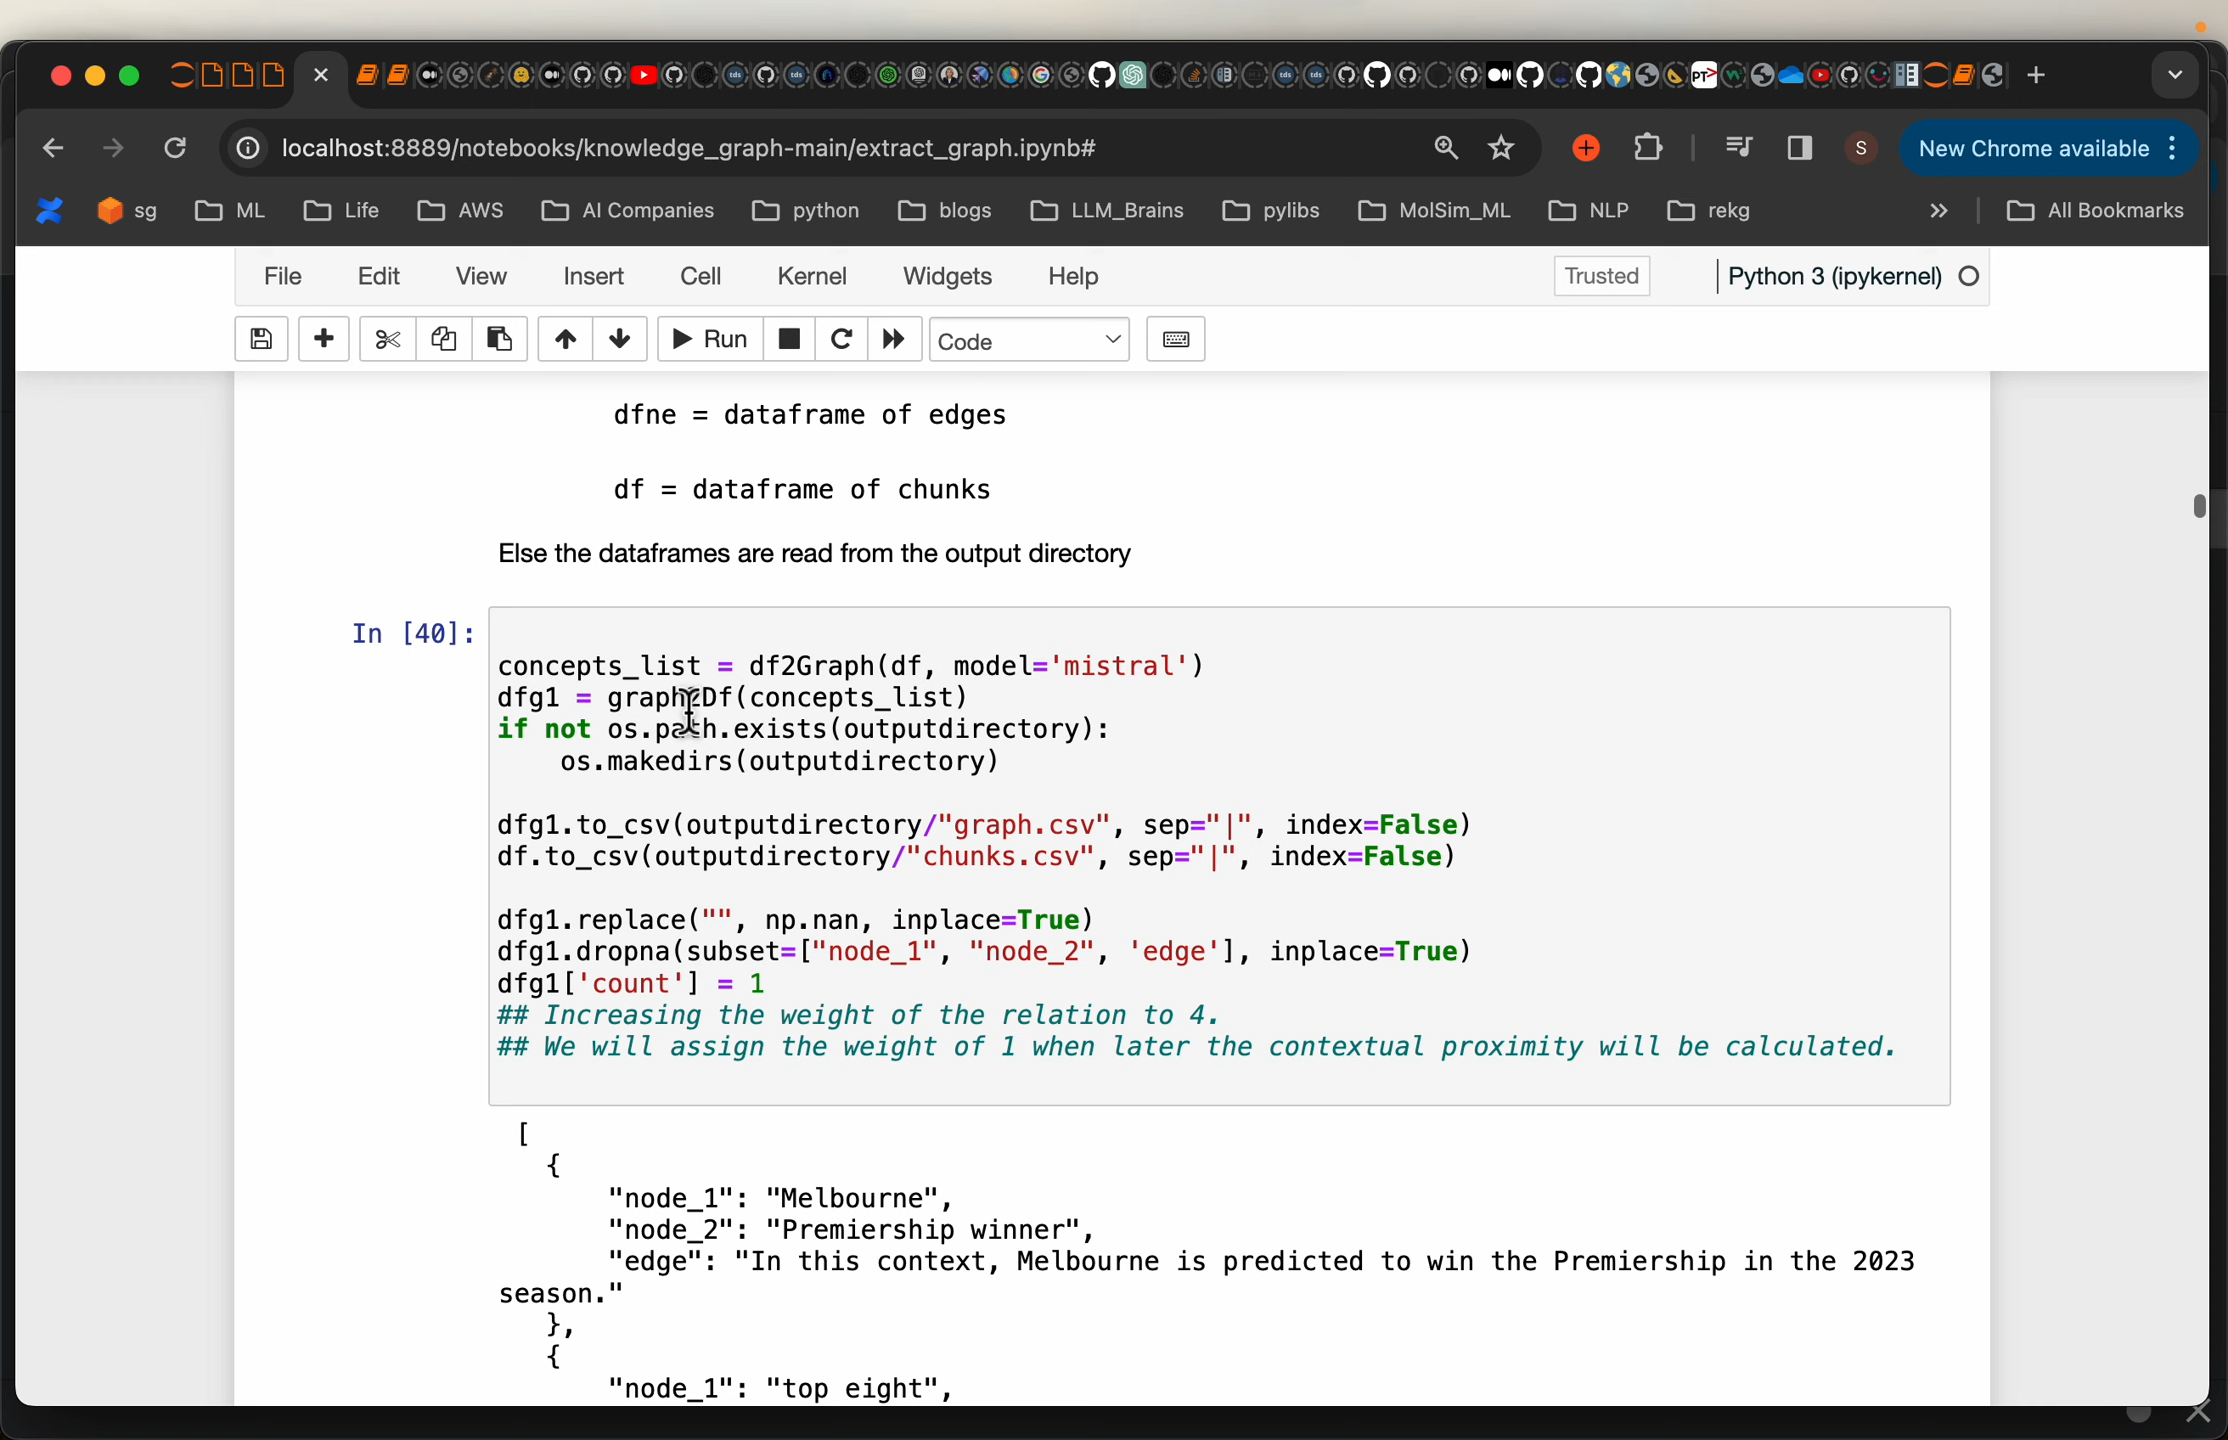 localhost:8889/notebooks/knowledge_graph-main/extract_graph.ipynb#
S
New Chrome available
sg
ML
Life
AWS
AI Companies
python
blogs
LLM_Brains
pylibs
MolSim_ML
NLP
rekg
»
All Bookmarks
File Edit View Insert Cell Kernel Widgets Help
Trusted
Python 3 (ipykernel)
Run
Code
dfne = dataframe of edges
df = dataframe of chunks
Else the dataframes are read from the output directory
In [40]:
concepts_list = df2Graph(df, model='mistral')
dfg1 = graph2Df(concepts_list)
if not os.path.exists(outputdirectory):
    os.makedirs(outputdirectory)
dfg1.to_csv(outputdirectory/"graph.csv", sep="|", index=False)
df.to_csv(outputdirectory/"chunks.csv", sep="|", index=False)
dfg1.replace("", np.nan, inplace=True)
dfg1.dropna(subset=["node_1", "node_2", 'edge'], inplace=True)
dfg1['count'] = 1
## Increasing the weight of the relation to 4.
## We will assign the weight of 1 when later the contextual proximity will be calculated.
[
{
"node_1": "Melbourne",
"node_2": "Premiership winner",
"edge": "In this context, Melbourne is predicted to win the Premiership in the 2023
season."
},
{
"node_1": "top eight",